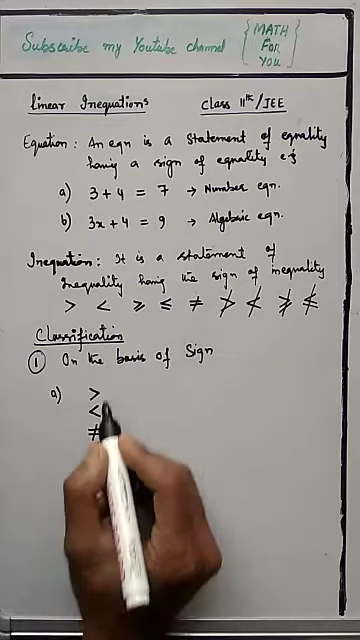 Subscribe my Youtube channel { MATH
FOR
YOU }
Linear Inequations Class 11th/JEE
Equation: An eqn is a statement of equality
having a sign of equality eg
a) 3+4 = 7 → Number eqn.
b) 3x+4 = 9 → Algebraic eqn.
Inequation: It is a statement of
Inequality having the sign of inequality
> < ≥ ≤ ≠ ≯ ≮ ≱ ≰
Classification
① On the basis of Sign
a) >
<
≠